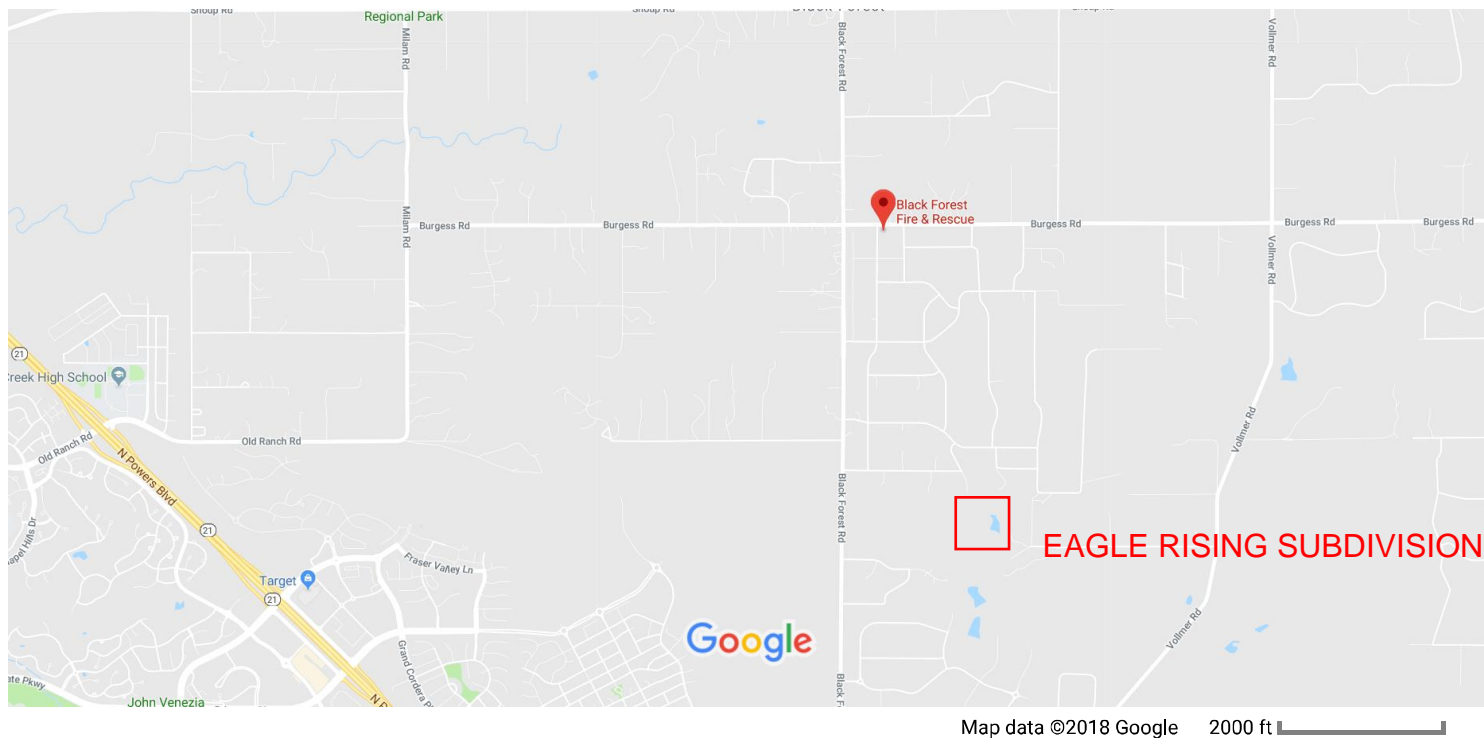 Regional Park
Shoup Rd
Shoup Rd
Black Forest
Shoup Rd
Milam Rd
Black Forest Rd
Vollmer Rd
Black Forest
Fire & Rescue
Burgess Rd
Burgess Rd
Burgess Rd
Burgess Rd
Burgess Rd
Milam Rd
Vollmer Rd
21
Creek High School
Old Ranch Rd
Old Ranch Rd
N Powers Blvd
Vollmer Rd
Black Forest Rd
21
EAGLE RISING SUBDIVISION
Fraser Valley Ln
Target
21
Vollmer Rd
Google
Grand Cordera
Black F
John Venezia
Map data ©2018 Google 2000 ft